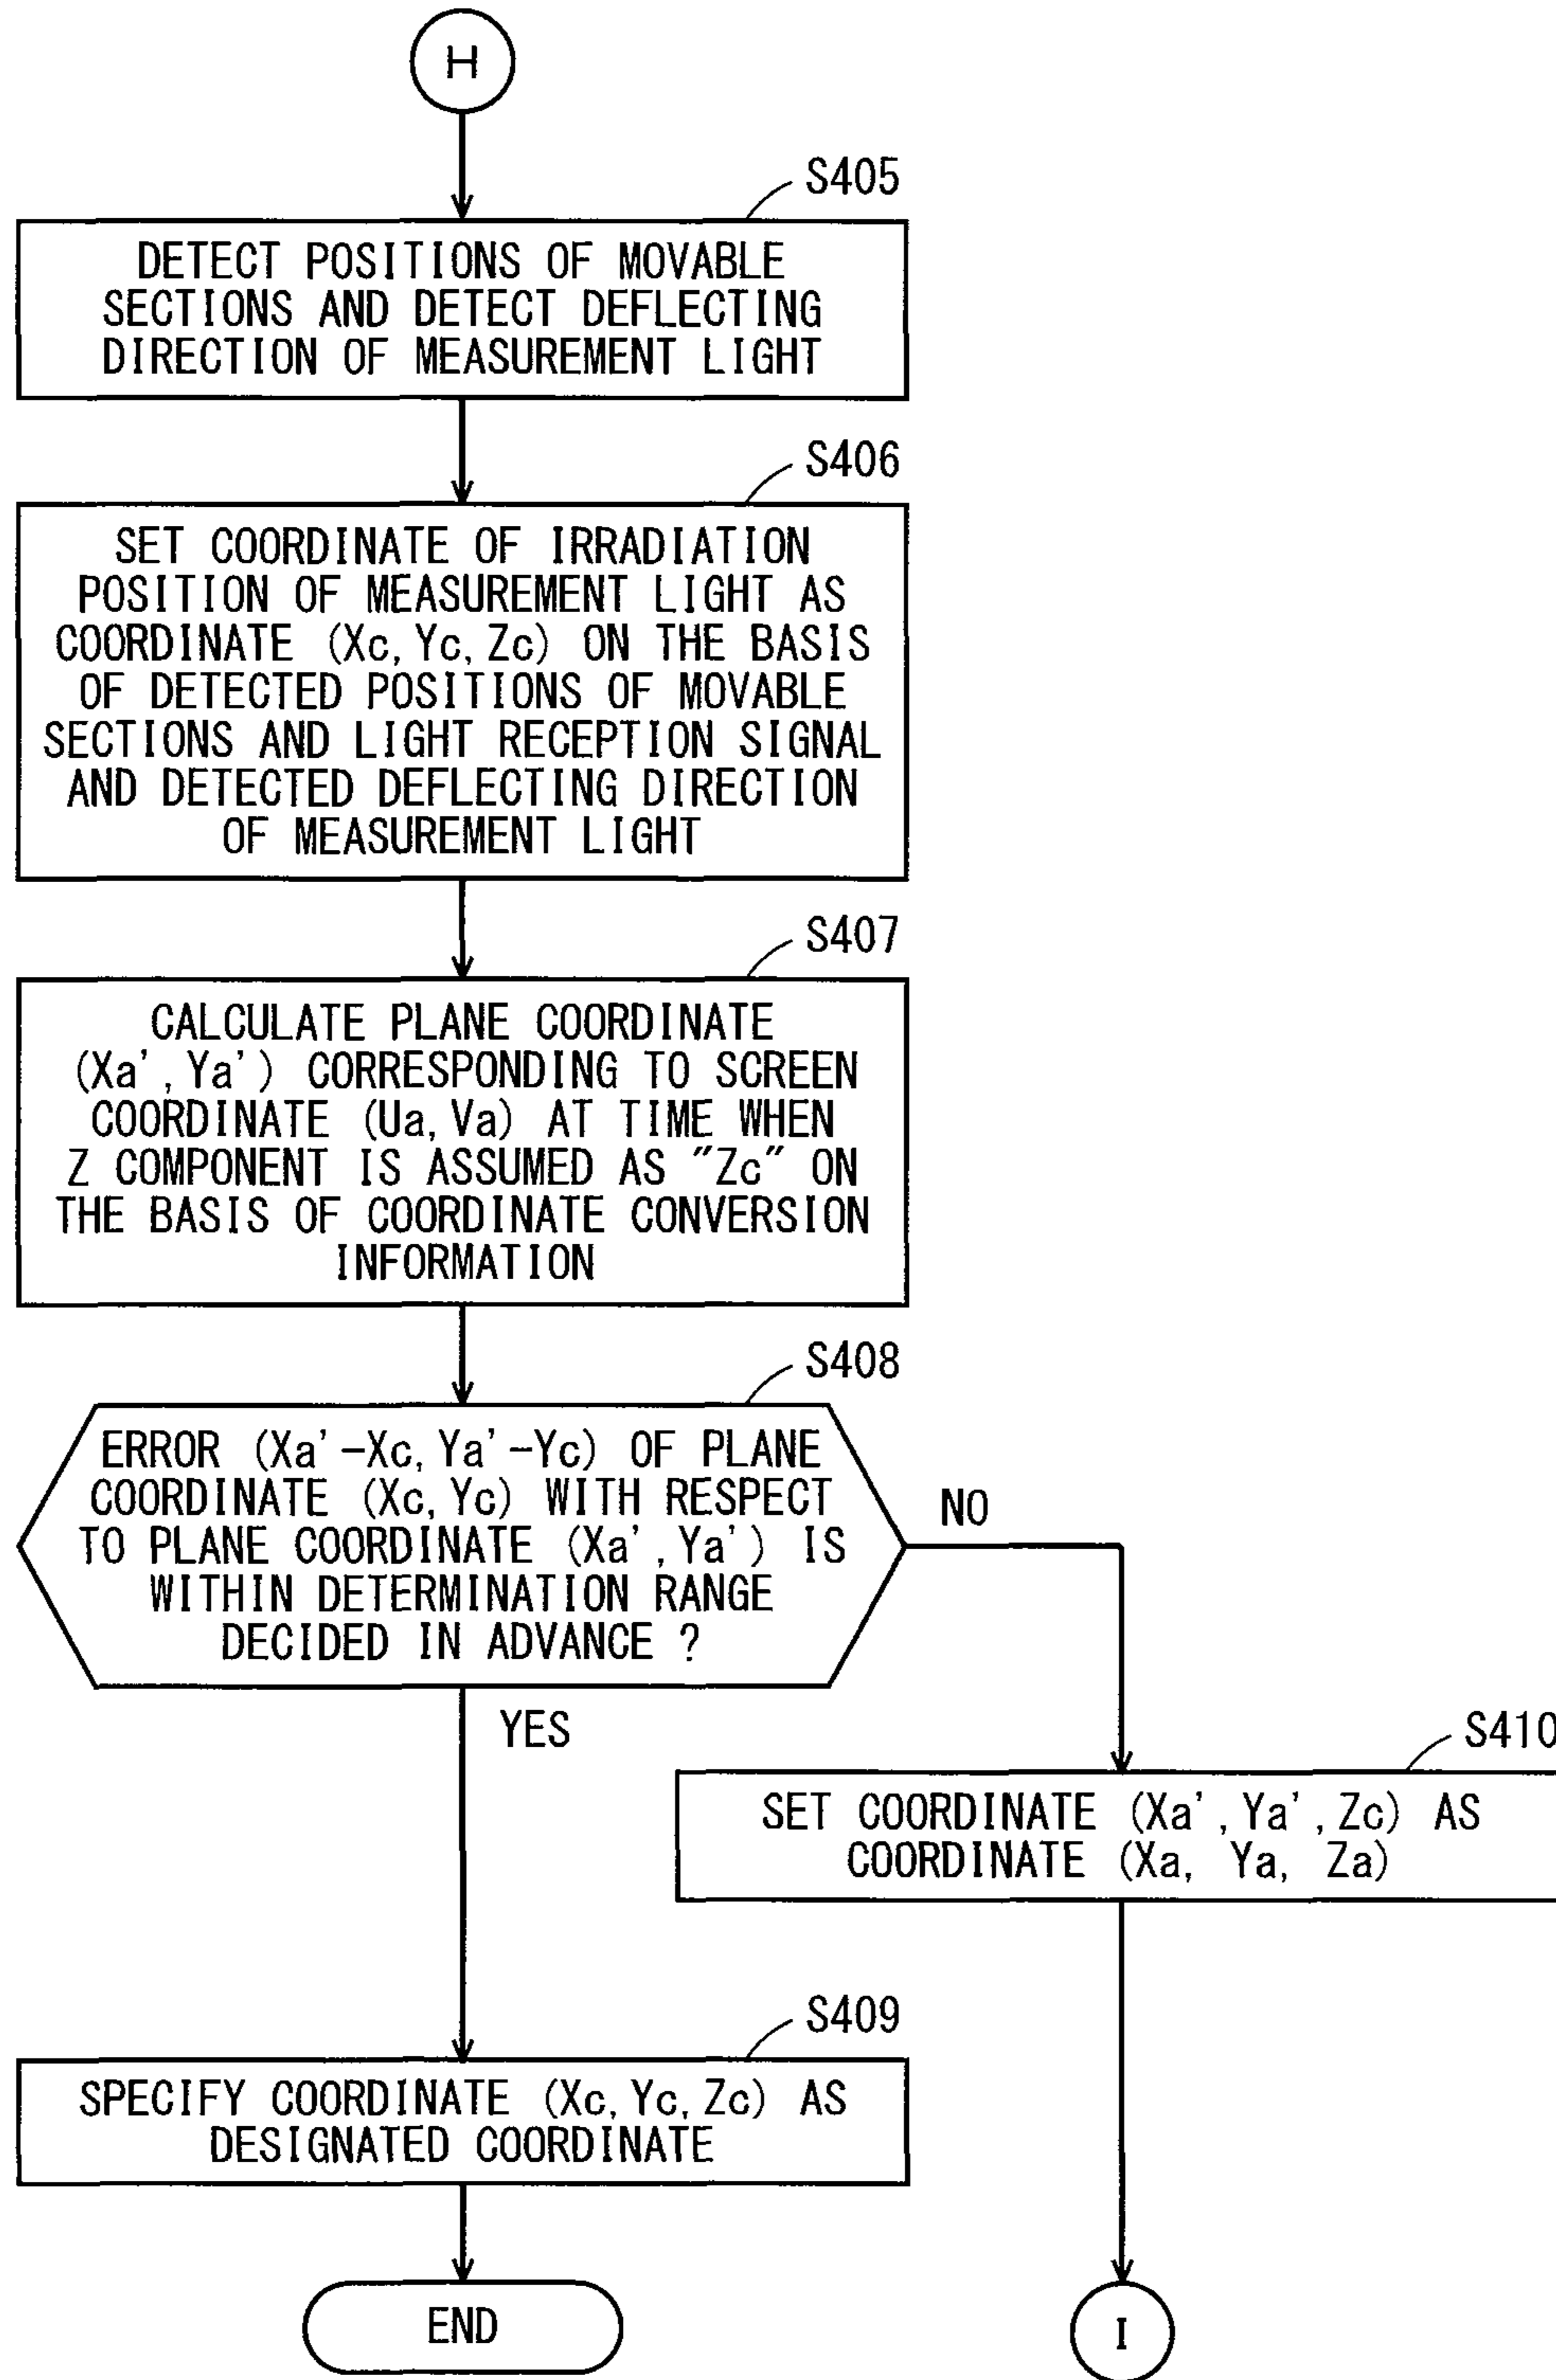 H
S405
DETECT POSITIONS OF MOVABLE
SECTIONS AND DETECT DEFLECTING
DIRECTION OF MEASUREMENT LIGHT
S406
SET COORDINATE OF IRRADIATION
POSITION OF MEASUREMENT LIGHT AS
COORDINATE (Xc, Yc, Zc) ON THE BASIS
OF DETECTED POSITIONS OF MOVABLE
SECTIONS AND LIGHT RECEPTION SIGNAL
AND DETECTED DEFLECTING DIRECTION
OF MEASUREMENT LIGHT
S407
CALCULATE PLANE COORDINATE
(Xa', Ya') CORRESPONDING TO SCREEN
COORDINATE (Ua, Va) AT TIME WHEN
Z COMPONENT IS ASSUMED AS "Zc" ON
THE BASIS OF COORDINATE CONVERSION
INFORMATION
S408
ERROR (Xa'-Xc, Ya'-Yc) OF PLANE
COORDINATE (Xc, Yc) WITH RESPECT
TO PLANE COORDINATE (Xa', Ya') IS
WITHIN DETERMINATION RANGE
DECIDED IN ADVANCE ?
NO
YES
S410
SET COORDINATE (Xa', Ya', Zc) AS
COORDINATE (Xa, Ya, Za)
S409
SPECIFY COORDINATE (Xc, Yc, Zc) AS
DESIGNATED COORDINATE
END
I